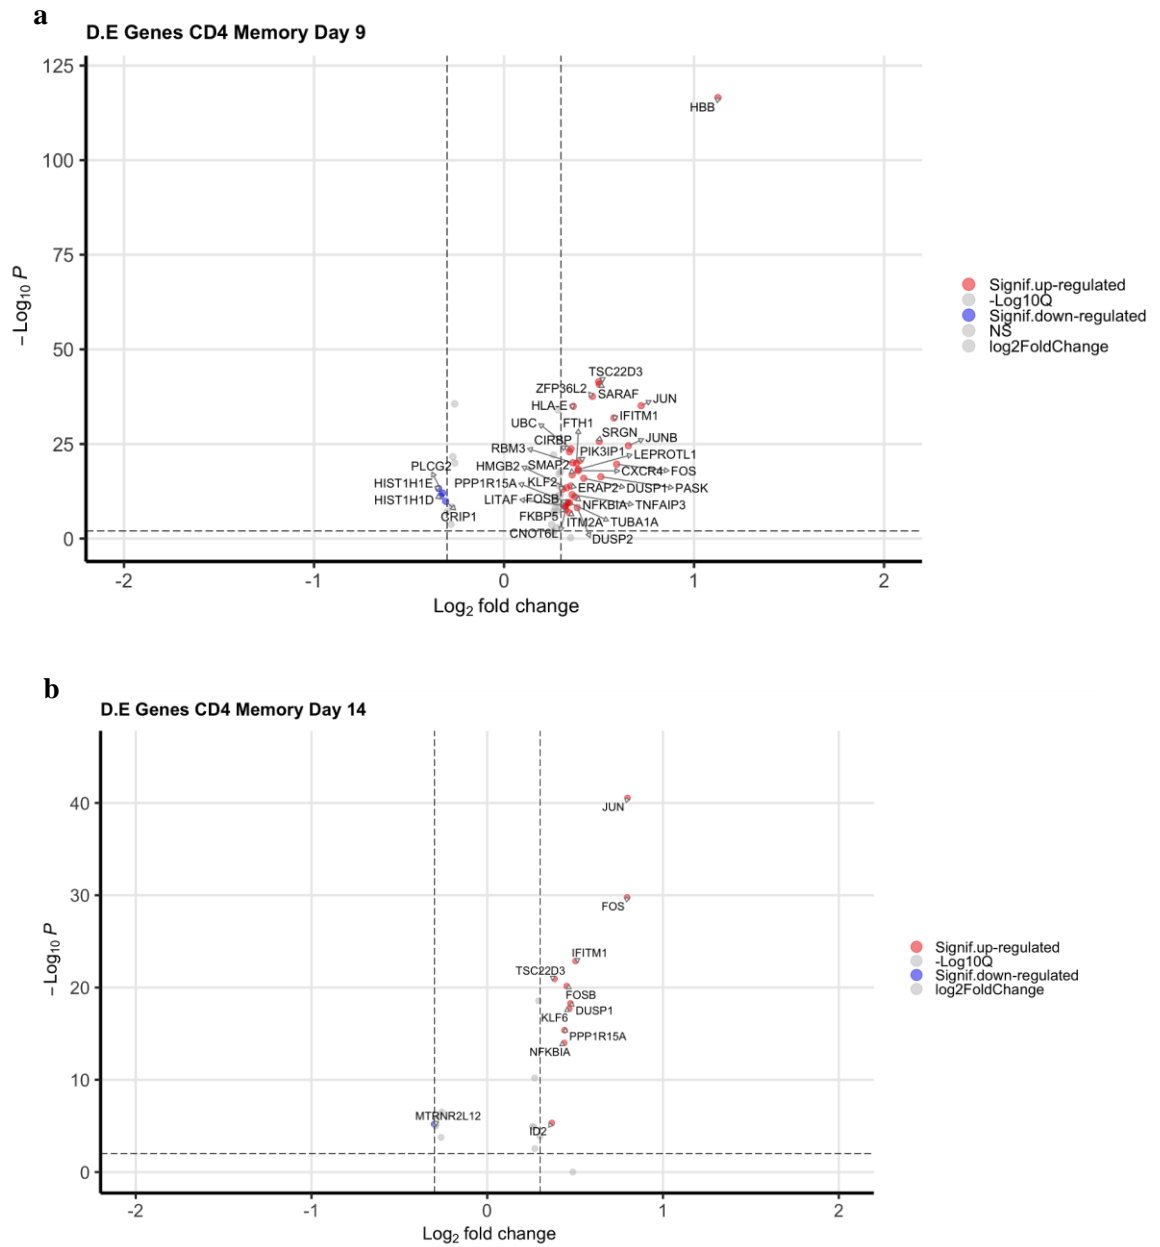 a
D.E Genes CD4 Memory Day 9
125
100
75
50
25
0
−Log10 P
HBB
TSC22D3
ZFP36L2
SARAF
JUN
HLA-E
IFITM1
UBC
FTH1
SRGN
CIRBP
JUNB
RBM3
PIK3IP1
LEPROTL1
PLCG2
HMGB2
SMAP2
CXCR4
FOS
HIST1H1E
PPP1R15A
KLF2
ERAP2
DUSP1
PASK
HIST1H1D
LITAF
FOSB
NFKBIA
TNFAIP3
CRIP1
FKBP5
ITM2A
TUBA1A
CNOT6L
DUSP2
-2
-1
0
1
2
Log2 fold change
Signif.up-regulated
-Log10Q
Signif.down-regulated
NS
log2FoldChange
b
D.E Genes CD4 Memory Day 14
40
30
20
10
0
−Log10 P
JUN
FOS
IFITM1
TSC22D3
FOSB
DUSP1
KLF6
PPP1R15A
NFKBIA
MTRNR2L12
ID2
-2
-1
0
1
2
Log2 fold change
Signif.up-regulated
-Log10Q
Signif.down-regulated
log2FoldChange